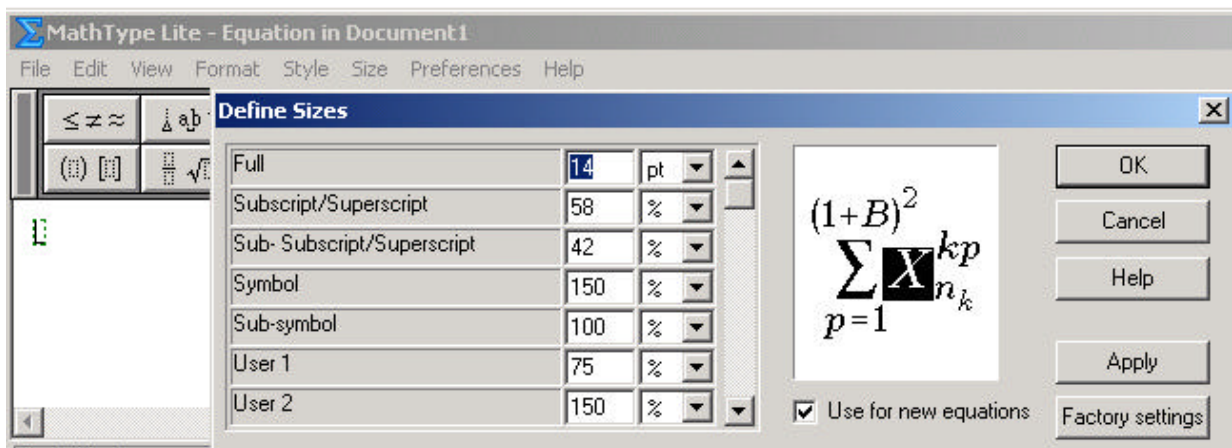 MathType Lite - Equation in Document1
File Edit View Format Style Size Preferences Help
≤ ≠ ≈
Define Sizes
Full 14 pt
Subscript/Superscript 58 %
Sub- Subscript/Superscript 42 %
Symbol 150 %
Sub-symbol 100 %
User 1 75 %
User 2 150 %
(1+B)²
∑ X kp n k
p=1
Use for new equations
OK
Cancel
Help
Apply
Factory settings